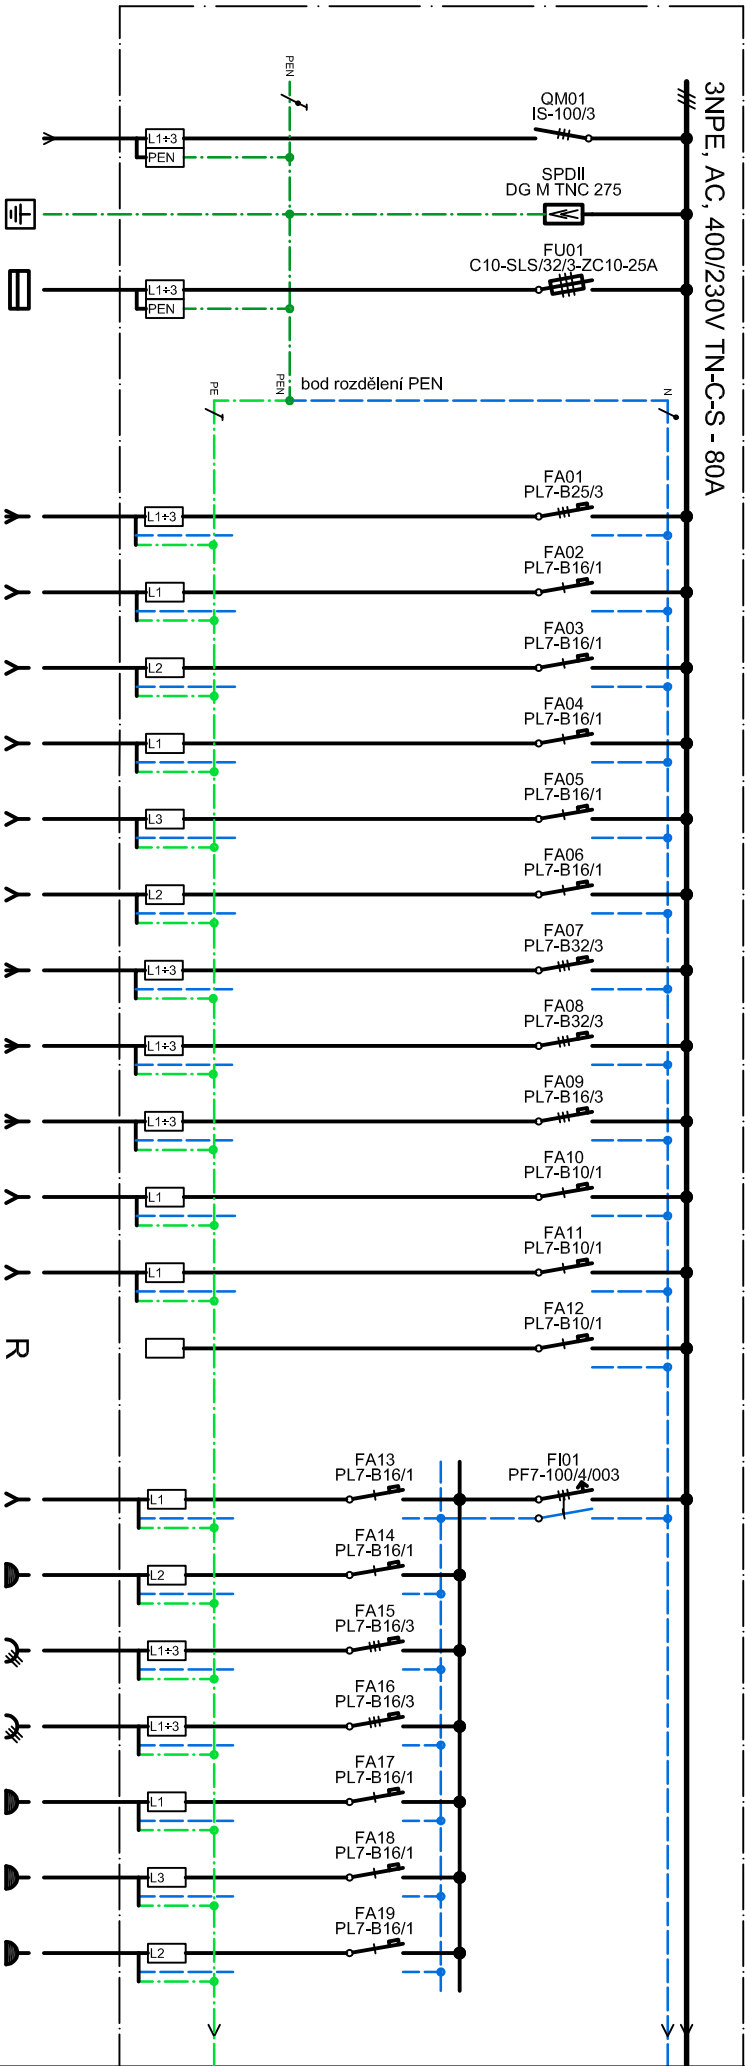 3NPE, AC, 400/230V TN-C-S - 80A
PEN
QM01
IS-100/3
L1÷3
PEN
SPDII
DG M TNC 275
FU01
C10-SLS/32/3-ZC10-25A
L1÷3
PEN
bod rozdělení PEN
PE
PEN
N
FA01
PL7-B25/3
L1÷3
FA02
PL7-B16/1
L1
FA03
PL7-B16/1
L2
FA04
PL7-B16/1
L1
FA05
PL7-B16/1
L3
FA06
PL7-B16/1
L2
FA07
PL7-B32/3
L1÷3
FA08
PL7-B32/3
L1÷3
FA09
PL7-B16/3
L1÷3
FA10
PL7-B10/1
L1
FA11
PL7-B10/1
L1
FA12
PL7-B10/1
R
FI01
PF7-100/4/003
FA13
PL7-B16/1
L1
FA14
PL7-B16/1
L2
FA15
PL7-B16/3
L1÷3
FA16
PL7-B16/3
L1÷3
FA17
PL7-B16/1
L1
FA18
PL7-B16/1
L3
FA19
PL7-B16/1
L2